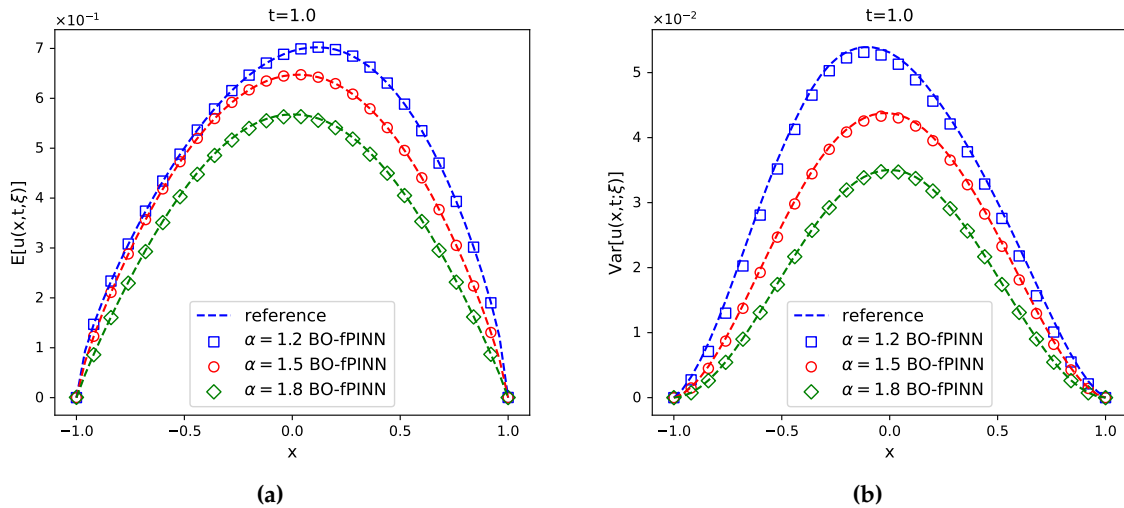 t=1.0
×10⁻¹
7
6
5
4
3
2
1
0
E[u(x,t,ξ)]
reference
α = 1.2 BO-fPINN
α = 1.5 BO-fPINN
α = 1.8 BO-fPINN
−1.0 −0.5 0.0 0.5 1.0
x
(a)
t=1.0
×10⁻²
5
4
3
2
1
0
Var[u(x,t;ξ)]
reference
α = 1.2 BO-fPINN
α = 1.5 BO-fPINN
α = 1.8 BO-fPINN
−1.0 −0.5 0.0 0.5 1.0
x
(b)